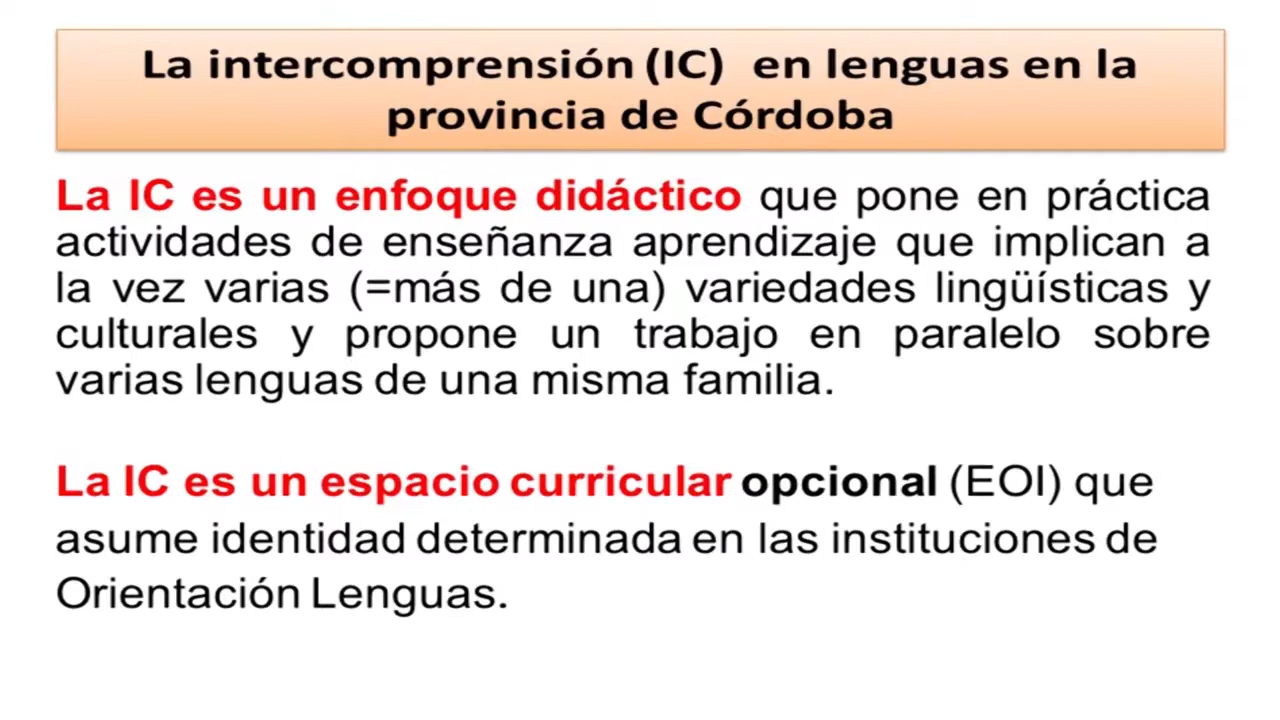 La intercomprensión (IC) en lenguas en la
provincia de Córdoba
La IC es un enfoque didáctico que pone en práctica
actividades de enseñanza aprendizaje que implican a
la vez varias (=más de una) variedades lingüísticas y
culturales y propone un trabajo en paralelo sobre
varias lenguas de una misma familia.
La IC es un espacio curricular opcional (EOI) que
asume identidad determinada en las instituciones de
Orientación Lenguas.